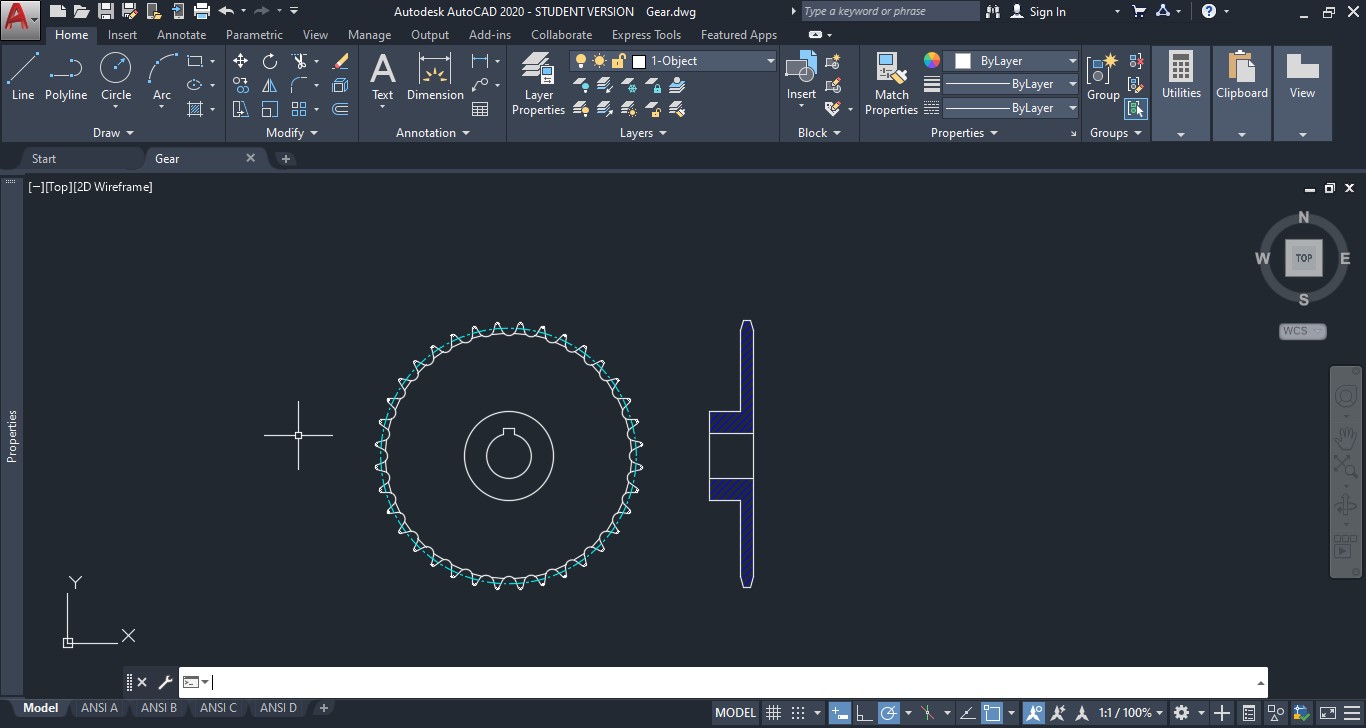 Autodesk AutoCAD 2020 - STUDENT VERSION Gear.dwg
Type a keyword or phrase
Sign In
Home Insert Annotate Parametric View Manage Output Add-ins Collaborate Express Tools Featured Apps
Line Polyline Circle Arc
Draw
Modify
Text Dimension
Annotation
Layer Properties
1-Object
Layers
Insert
Block
Match Properties
ByLayer
ByLayer
ByLayer
Properties
Group
Groups
Utilities
Clipboard
View
Start
Gear
[−][Top][2D Wireframe]
Properties
N
W TOP E
S
WCS
Y
X
Model ANSI A ANSI B ANSI C ANSI D
MODEL
1:1 / 100%